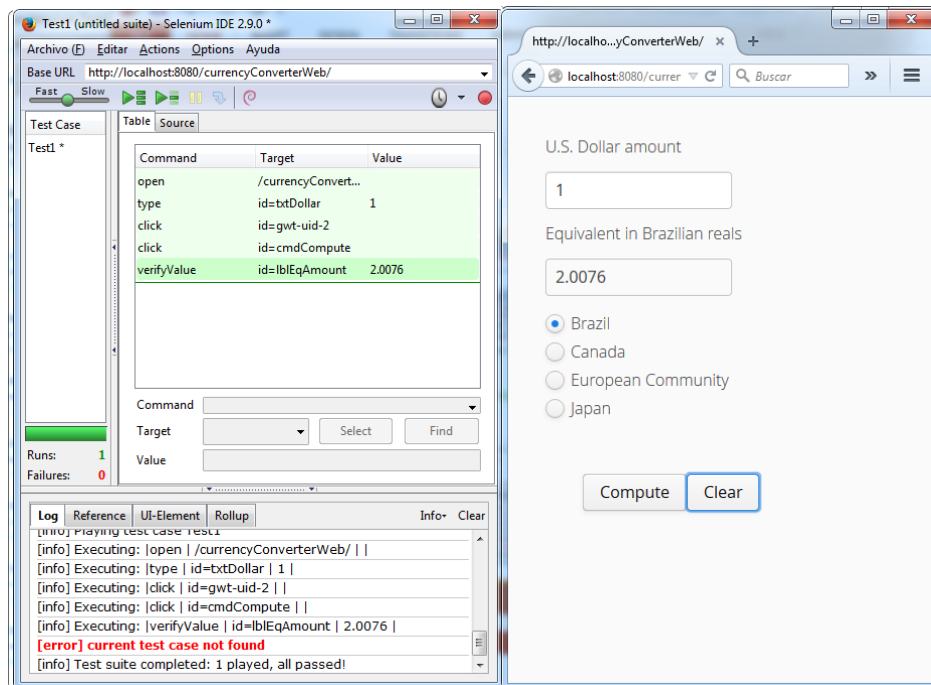 Test1 (untitled suite) - Selenium IDE 2.9.0 *
Archivo (F) Editar Actions Options Ayuda
Base URL http://localhost:8080/currencyConverterWeb/
Fast Slow
Test Case
Test1 *
Table Source
Command Target Value
open /currencyConvert...
type id=txtDollar 1
click id=gwt-uid-2
click id=cmdCompute
verifyValue id=lblEqAmount 2.0076
Command
Target Select Find
Value
Runs: 1
Failures: 0
Log Reference UI-Element Rollup Info Clear
[info] Playing test case Test1
[info] Executing: |open | /currencyConverterWeb/ | |
[info] Executing: |type | id=txtDollar | 1 |
[info] Executing: |click | id=gwt-uid-2 | |
[info] Executing: |click | id=cmdCompute | |
[info] Executing: |verifyValue | id=lblEqAmount | 2.0076 |
[error] current test case not found
[info] Test suite completed: 1 played, all passed!
http://localho...yConverterWeb/
localhost:8080/currer Buscar
U.S. Dollar amount
1
Equivalent in Brazilian reals
2.0076
Brazil
Canada
European Community
Japan
Compute Clear